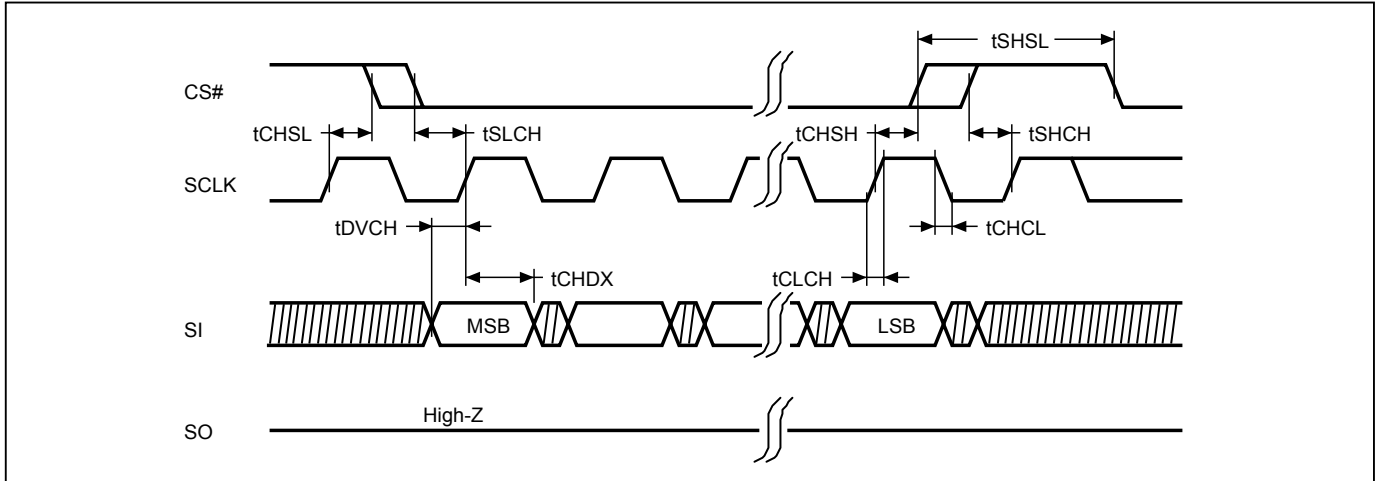 tSHSL
CS#
tCHSL
tSLCH
tCHSH
tSHCH
SCLK
tDVCH
tCHCL
tCHDX
tCLCH
SI
MSB
LSB
High-Z
SO